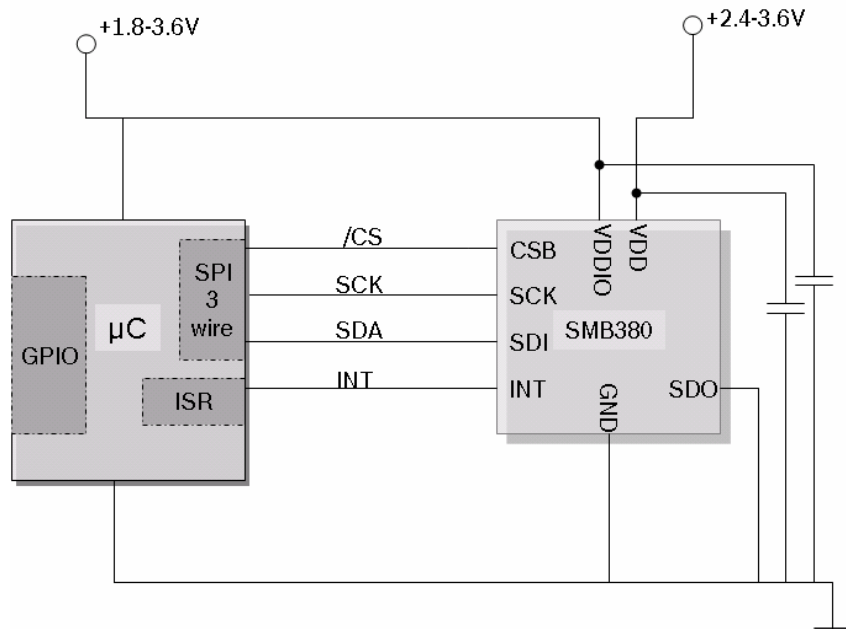 +1.8-3.6V
+2.4-3.6V
/CS
SCK
SDA
INT
SPI
3
wire
µC
GPIO
ISR
CSB
SCK
SDI
INT
VDDIO
VDD
SMB380
GND
SDO